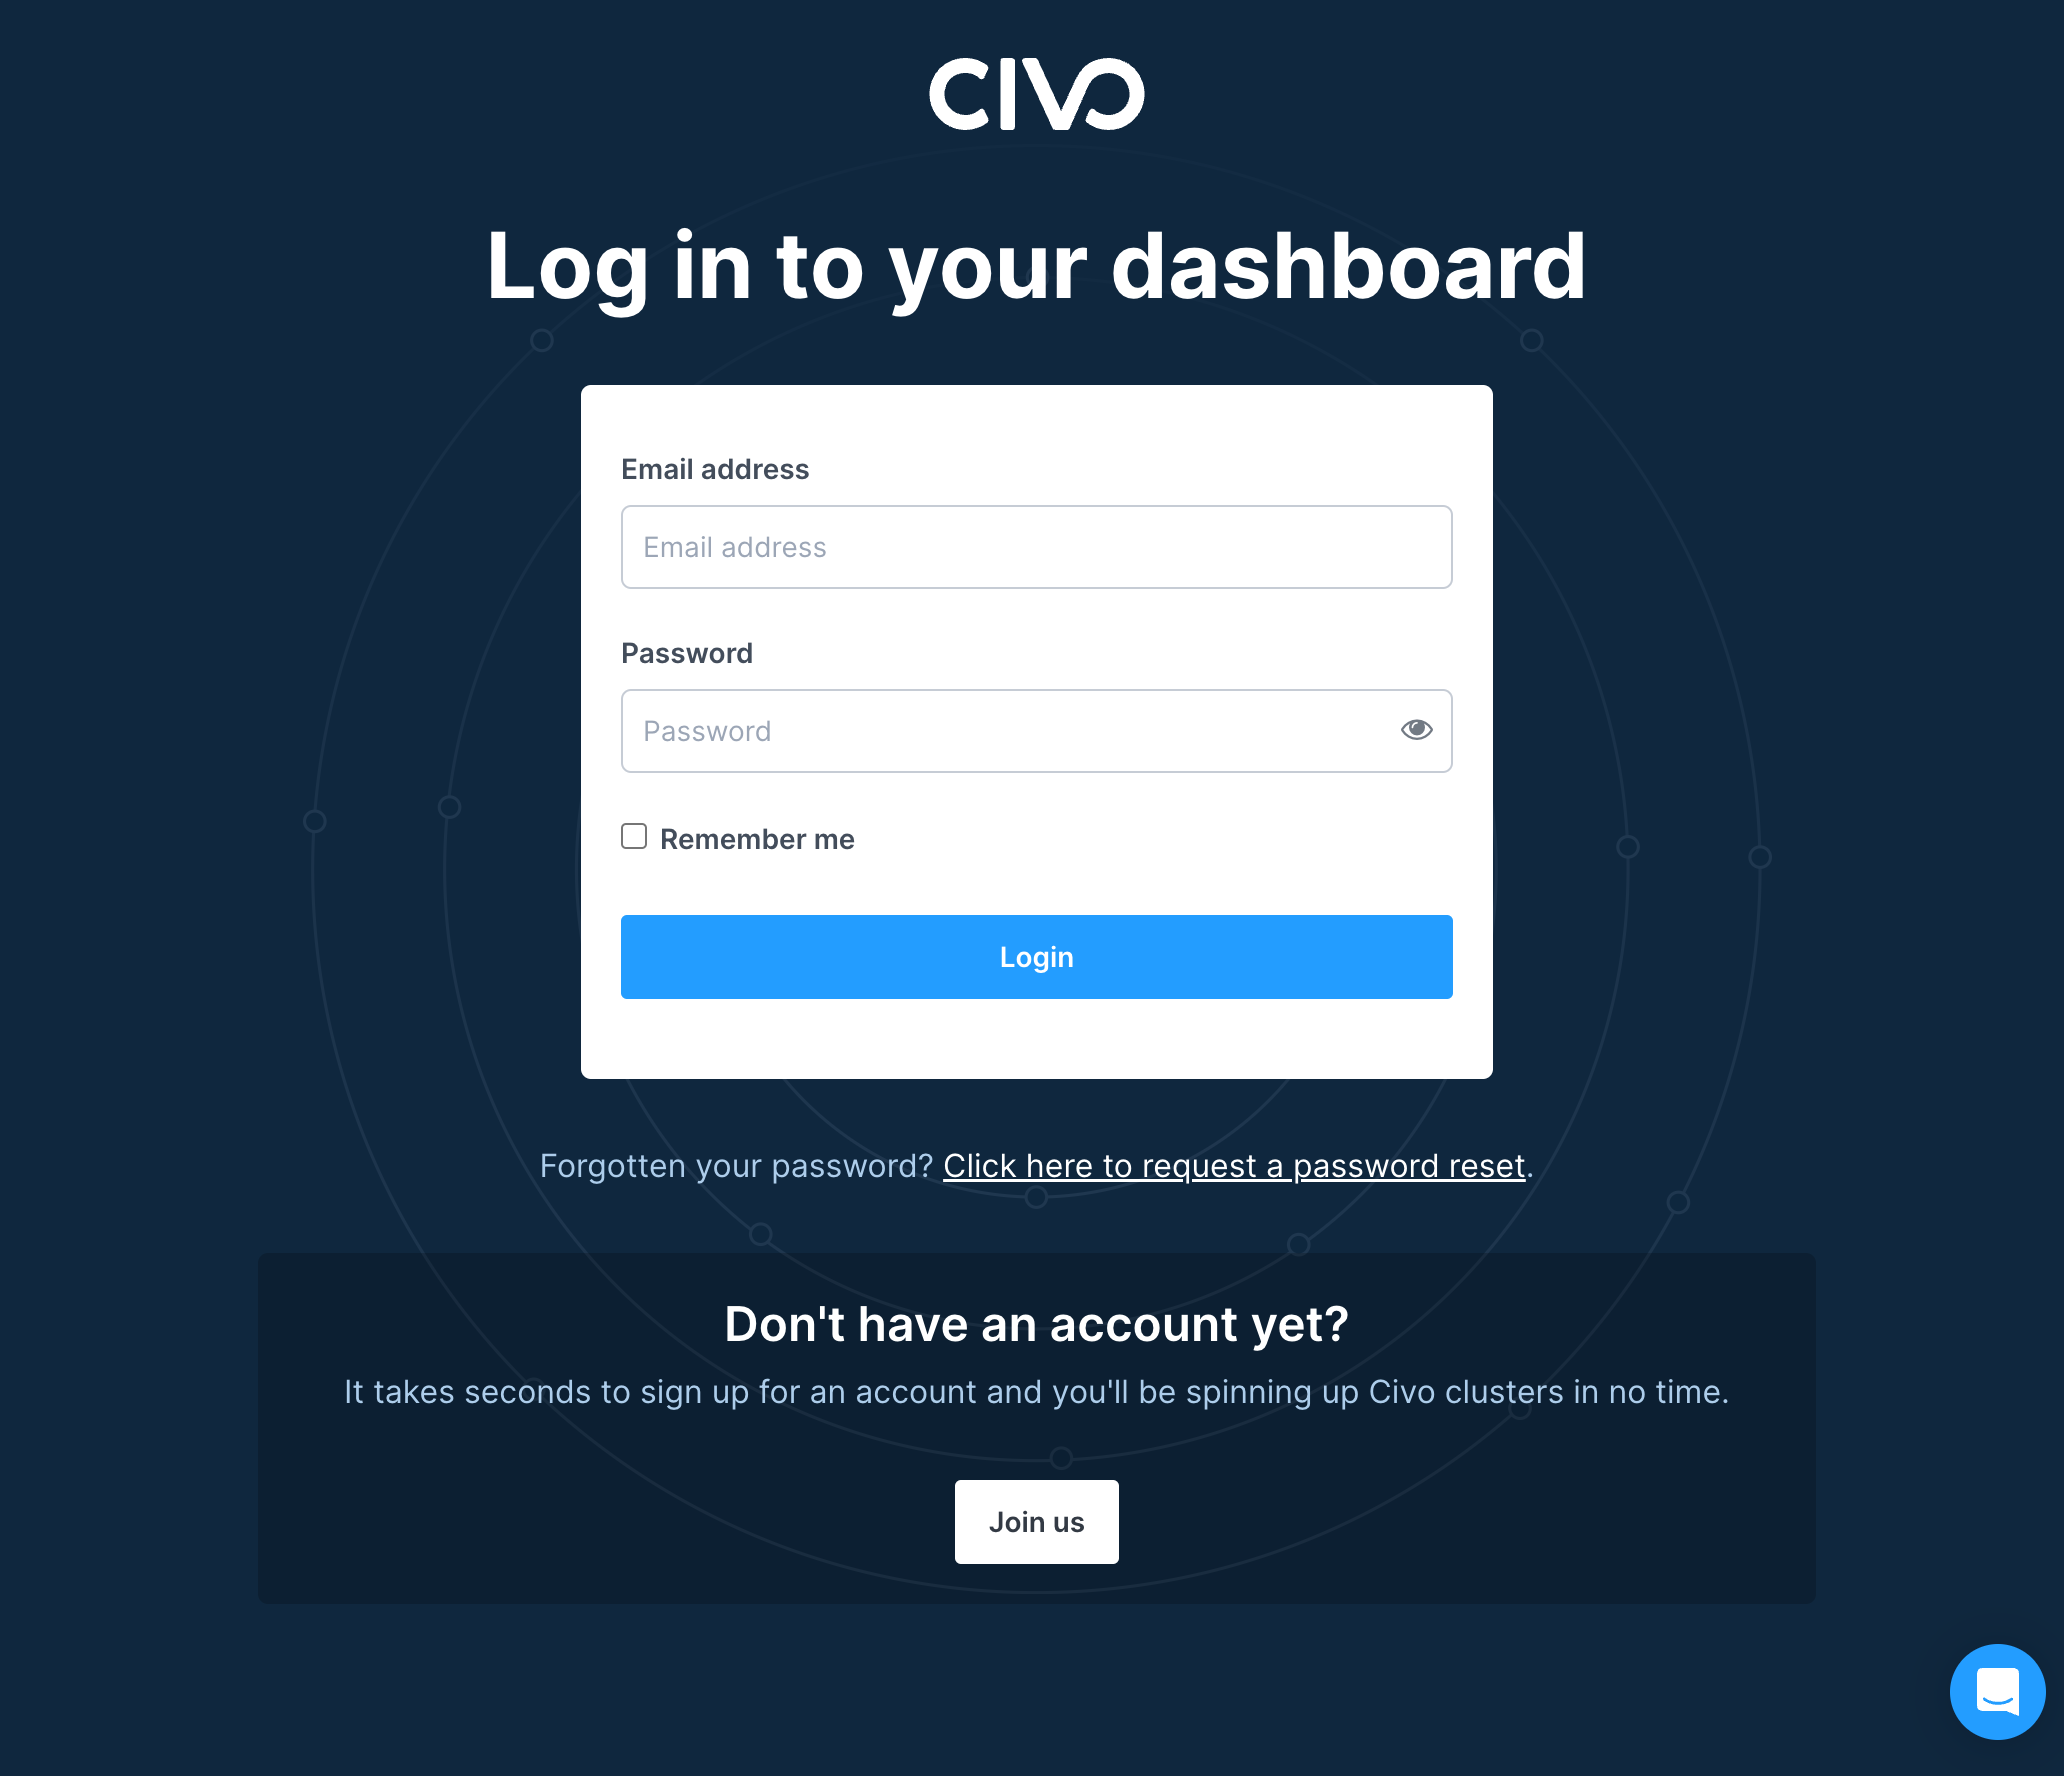 CIVO
Log in to your dashboard
Email address
Email address
Password
Password
Remember me
Login
Forgotten your password? Click here to request a password reset.
Don't have an account yet?
It takes seconds to sign up for an account and you'll be spinning up Civo clusters in no time.
Join us